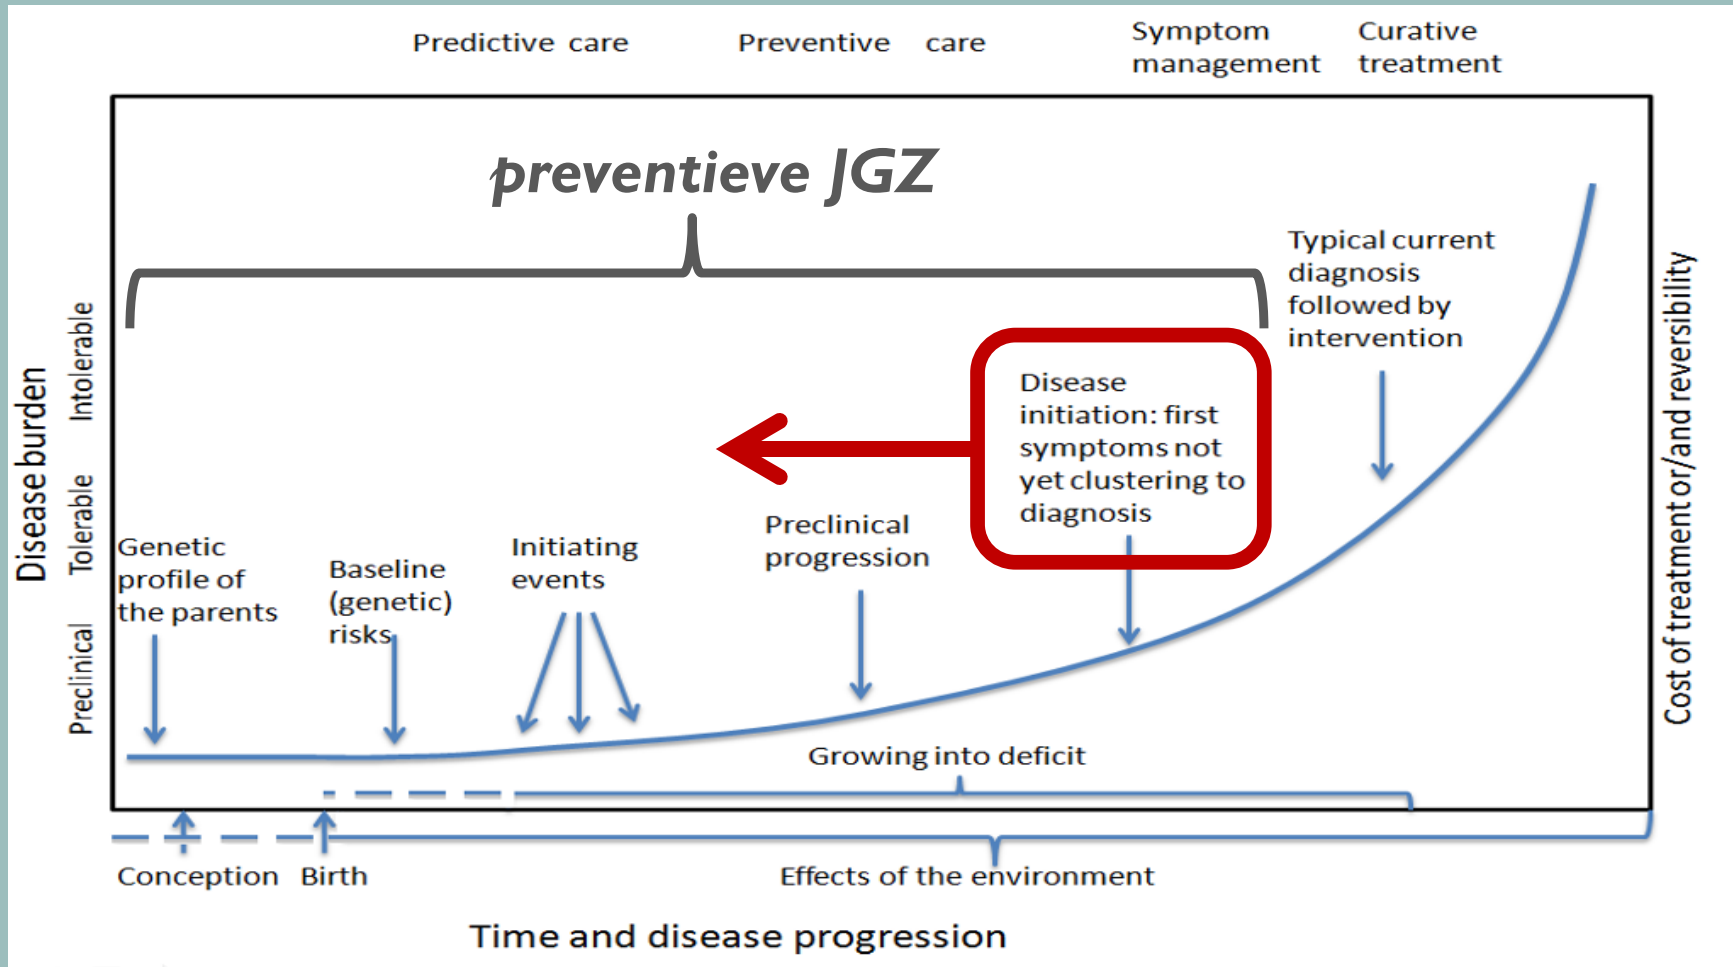 Predictive care
Preventive care
Symptom
management
Curative
treatment
preventieve JGZ
Typical current
diagnosis
followed by
intervention
Disease
initiation: first
symptoms not
yet clustering to
diagnosis
Preclinical
progression
Initiating
events
Baseline
(genetic)
risks
Genetic
profile of
the parents
Disease burden
Intolerable
Tolerable
Preclinical
Cost of treatment or/and reversibility
Growing into deficit
Conception
Birth
Effects of the environment
Time and disease progression